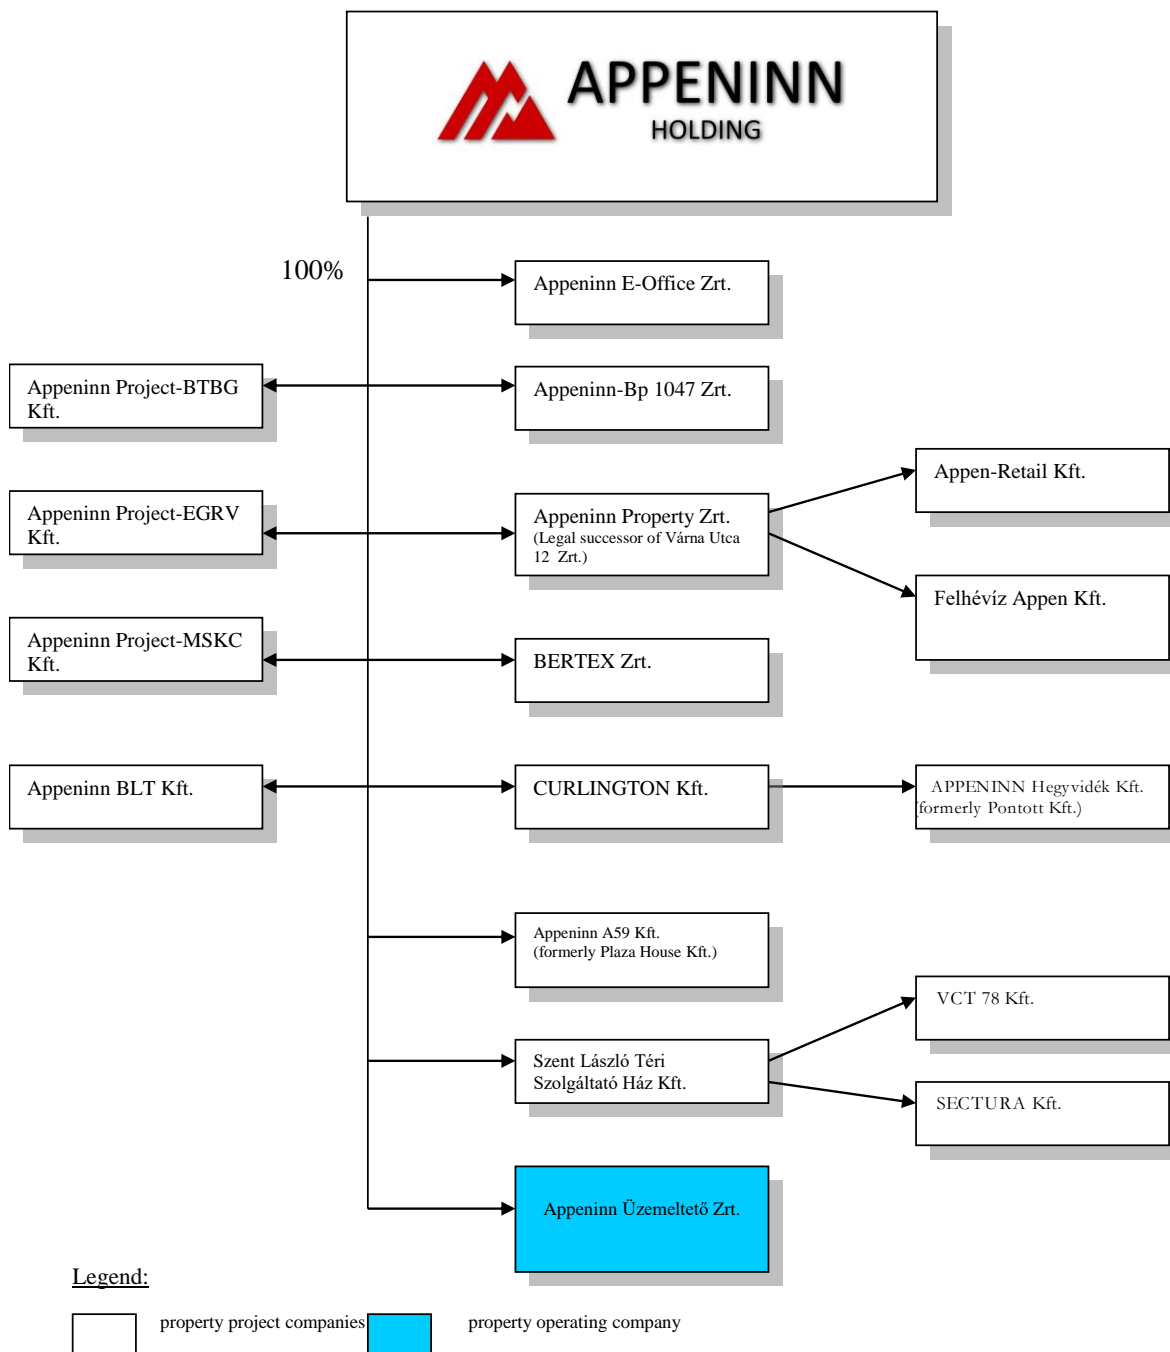 APPENINN
HOLDING
100%
Appeninn E-Office Zrt.
Appeninn Project-BTBG
Kft.
Appeninn-Bp 1047 Zrt.
Appen-Retail Kft.
Appeninn Project-EGRV
Kft.
Appeninn Property Zrt.
(Legal successor of Várna Utca
12 Zrt.)
Felhévíz Appen Kft.
Appeninn Project-MSKC
Kft.
BERTEX Zrt.
Appeninn BLT Kft.
CURLINGTON Kft.
APPENINN Hegyvidék Kft.
(formerly Pontott Kft.)
Appeninn A59 Kft.
(formerly Plaza House Kft.)
VCT 78 Kft.
Szent László Téri
Szolgáltató Ház Kft.
SECTURA Kft.
Appeninn Üzemeltető Zrt.
Legend:
property project companies
property operating company